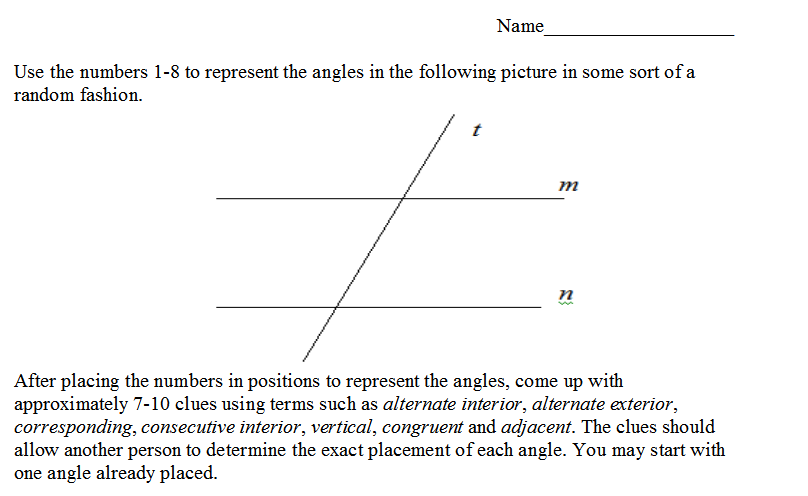 Name___________________
Use the numbers 1-8 to represent the angles in the following picture in some sort of a
random fashion.
t
m
n
After placing the numbers in positions to represent the angles, come up with
approximately 7-10 clues using terms such as alternate interior, alternate exterior,
corresponding, consecutive interior, vertical, congruent and adjacent. The clues should
allow another person to determine the exact placement of each angle. You may start with
one angle already placed.